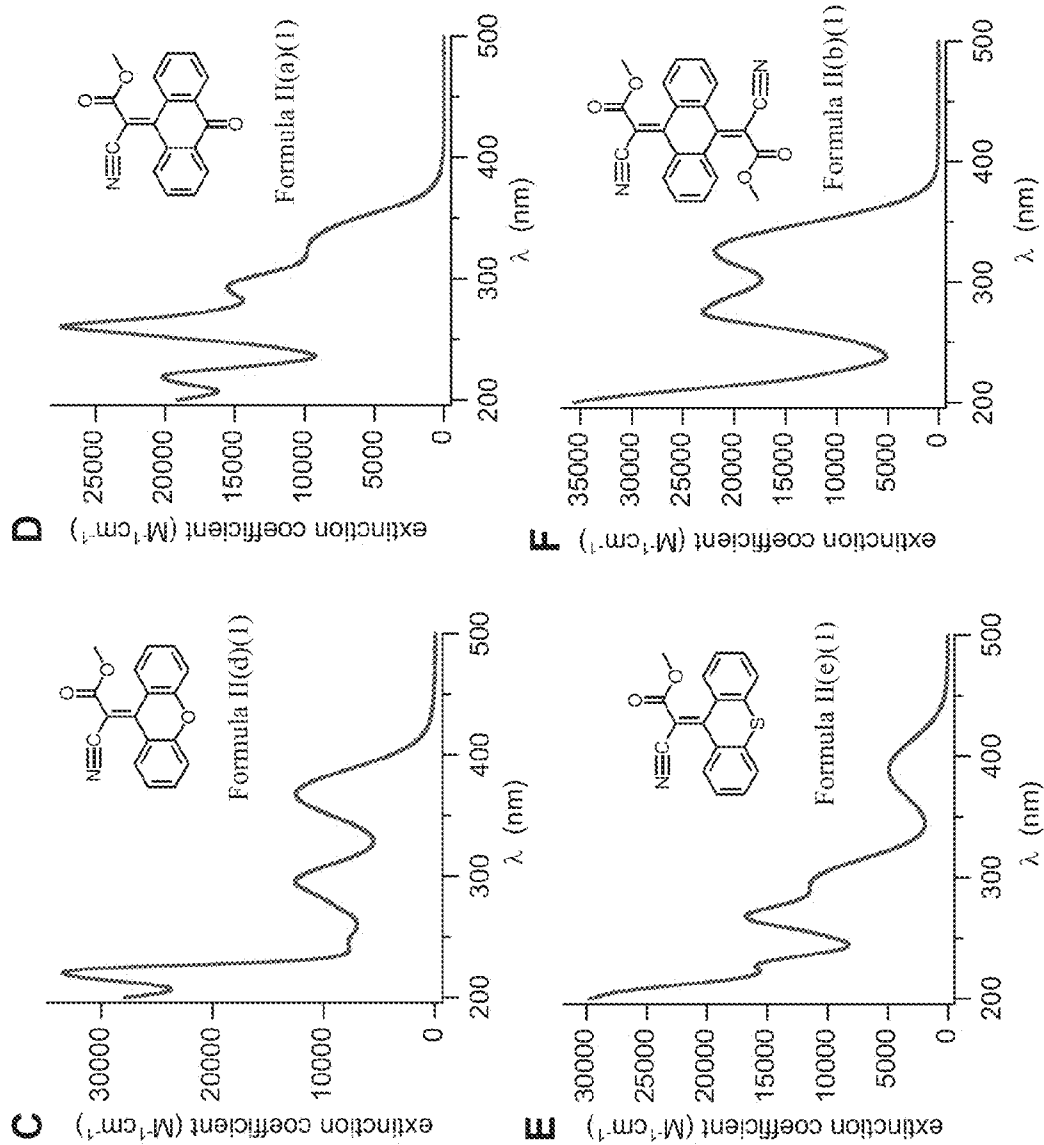 C
extinction coefficient (M⁻¹cm⁻¹)
30000
20000
10000
0
200
300
400
500
λ (nm)
N≡C
O
O
O
Formula II(d)(1)
D
extinction coefficient (M⁻¹cm⁻¹)
25000
20000
15000
10000
5000
0
200
300
400
500
λ (nm)
N≡C
O
O
O
Formula II(a)(1)
E
extinction coefficient (M⁻¹cm⁻¹)
30000
25000
20000
15000
10000
5000
0
200
300
400
500
λ (nm)
N≡C
O
O
S
Formula II(e)(1)
F
extinction coefficient (M⁻¹cm⁻¹)
35000
30000
25000
20000
15000
10000
5000
0
200
300
400
500
λ (nm)
N≡C
O
O
C≡N
O
O
Formula II(b)(1)